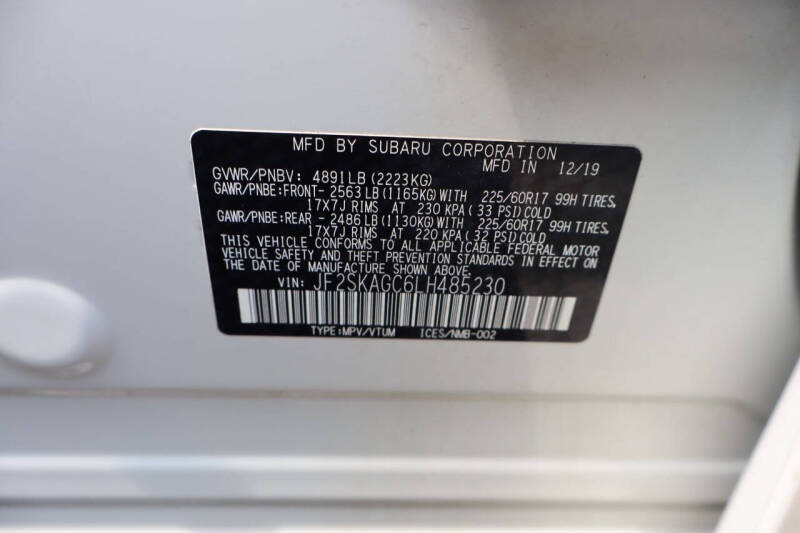 MFD BY SUBARU CORPORATION
MFD IN 12/19
GVWR/PNBV: 4891LB (2223KG)
GAWR/PNBE:FRONT- 2563LB (1165KG)WITH 225/60R17 99H TIRES,
17X7J RIMS AT 230 KPA (33 PSI)COLD
GAWR/PNBE:REAR - 2486LB (1130KG)WITH 225/60R17 99H TIRES,
17X7J RIMS AT 220 KPA (32 PSI)COLD
THIS VEHICLE CONFORMS TO ALL APPLICABLE FEDERAL MOTOR
VEHICLE SAFETY AND THEFT PREVENTION STANDARDS IN EFFECT ON
THE DATE OF MANUFACTURE SHOWN ABOVE.
VIN: JF2SKAGC6LH485230
TYPE:MPV/VTUM ICES/NMB-002